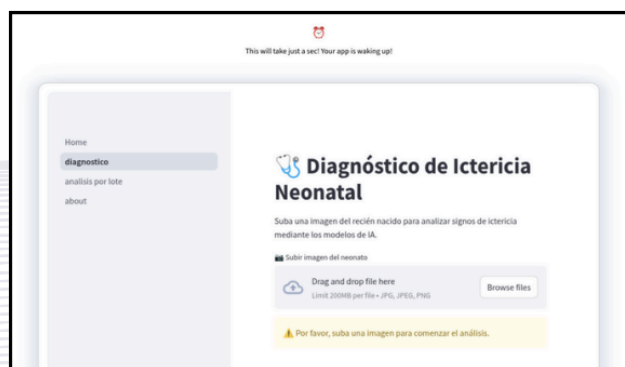 This will take just a sec! Your app is waking up!
Home
diagnostico
analisis por lote
about
Diagnóstico de Ictericia
Neonatal
Suba una imagen del recién nacido para analizar signos de ictericia
mediante los modelos de IA.
Subir imagen del neonato
Drag and drop file here
Limit 200MB per file • JPG, JPEG, PNG
Browse files
Por favor, suba una imagen para comenzar el análisis.